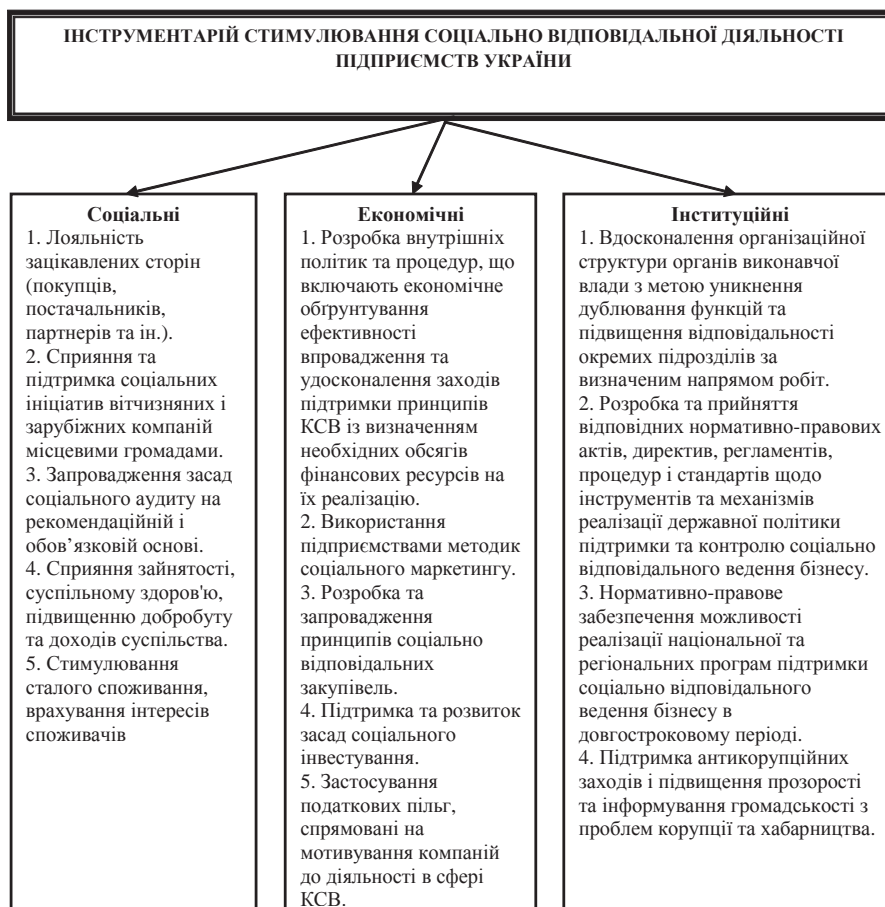 ІНСТРУМЕНТАРІЙ СТИМУЛЮВАННЯ СОЦІАЛЬНО ВІДПОВІДАЛЬНОЇ ДІЯЛЬНОСТІ
ПІДПРИЄМСТВ УКРАЇНИ
Соціальні
1. Лояльність
зацікавлених сторін
(покупців,
постачальників,
партнерів та ін.).
2. Сприяння та
підтримка соціальних
ініціатив вітчизняних і
зарубіжних компаній
місцевими громадами.
3. Запровадження засад
соціального аудиту на
рекомендаційній і
обов’язковій основі.
4. Сприяння зайнятості,
суспільному здоров'ю,
підвищенню добробуту
та доходів суспільства.
5. Стимулювання
сталого споживання,
врахування інтересів
споживачів
Економічні
1. Розробка внутрішніх
політик та процедур, що
включають економічне
обґрунтування
ефективності
впровадження та
удосконалення заходів
підтримки принципів
КСВ із визначенням
необхідних обсягів
фінансових ресурсів на
їх реалізацію.
2. Використання
підприємствами методик
соціального маркетингу.
3. Розробка та
запровадження
принципів соціально
відповідальних
закупівель.
4. Підтримка та розвиток
засад соціального
інвестування.
5. Застосування
податкових пільг,
спрямовані на
мотивування компаній
до діяльності в сфері
КСВ.
Інституційні
1. Вдосконалення організаційної
структури органів виконавчої
влади з метою уникнення
дублювання функцій та
підвищення відповідальності
окремих підрозділів за
визначеним напрямом робіт.
2. Розробка та прийняття
відповідних нормативно-правових
актів, директив, регламентів,
процедур і стандартів щодо
інструментів та механізмів
реалізації державної політики
підтримки та контролю соціально
відповідального ведення бізнесу.
3. Нормативно-правове
забезпечення можливості
реалізації національної та
регіональних програм підтримки
соціально відповідального
ведення бізнесу в
довгостроковому періоді.
4. Підтримка антикорупційних
заходів і підвищення прозорості
та інформування громадськості з
проблем корупції та хабарництва.